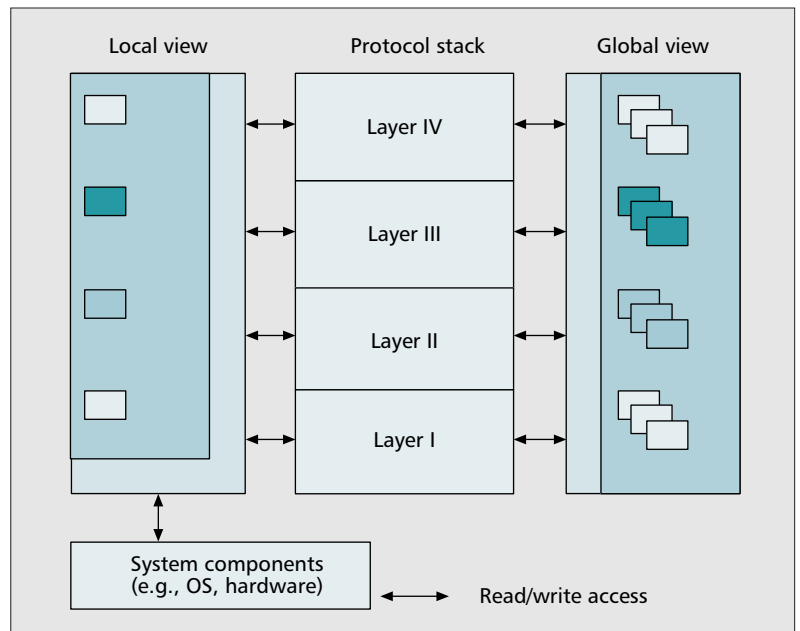 Local view
Protocol stack
Global view
Layer IV
Layer III
Layer II
Layer I
System components
(e.g., OS, hardware)
Read/write access